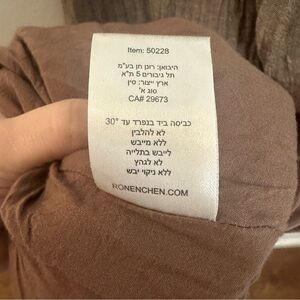 Item: 50228
היבואן: רונן חן בע"מ
תל גיבורים 5 ת"א
ארץ ייצור: סין
סוג א'
CA# 29673
כביסה ביד בנפרד עד 30°
לא להלבין
ללא מייבש
לייבש בתלייה
לא לגהץ
ללא ניקוי יבש
RONENCHEN.COM